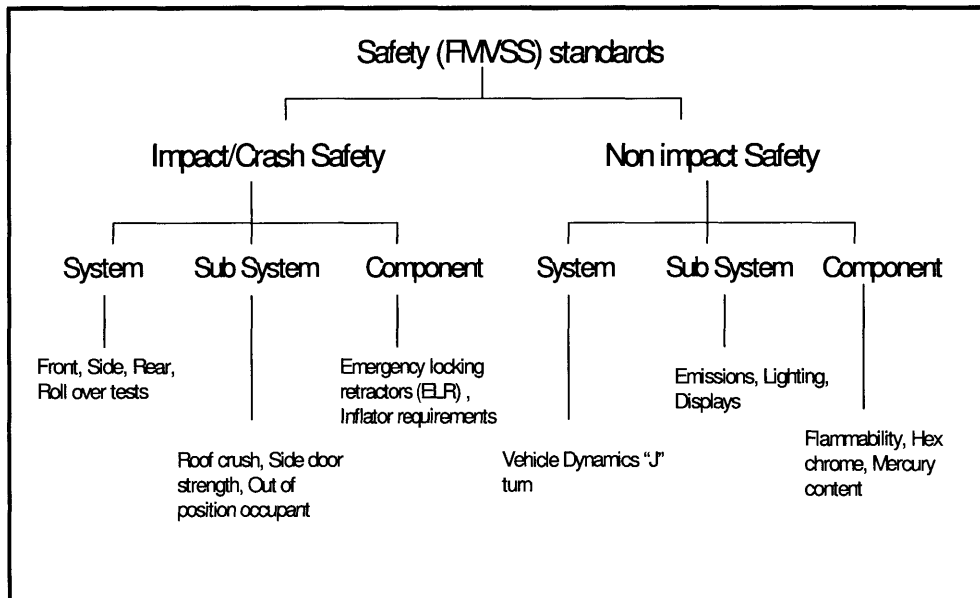 Safety (FMVSS) standards
Impact/Crash Safety
Non impact Safety
System
Sub System
Component
System
Sub System
Component
Front, Side, Rear,
Roll over tests
Emergency locking
retractors (ELR) ,
Inflator requirements
Roof crush, Side door
strength, Out of
position occupant
Vehicle Dynamics “J”
turn
Emissions, Lighting,
Displays
Flammability, Hex
chrome, Mercury
content